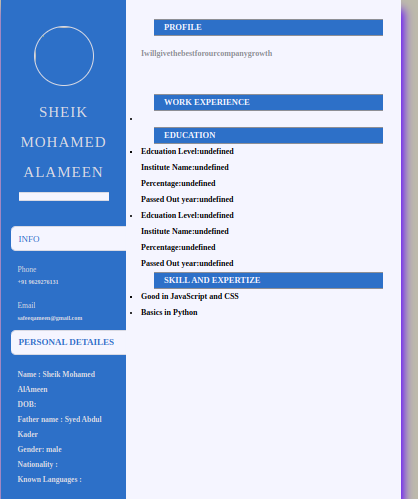 SHEIK
MOHAMED
ALAMEEN
INFO
Phone
+91 9629276131
Email
safeeqameen@gmail.com
PERSONAL DETAILES
Name : Sheik Mohamed
AlAmeen
DOB:
Father name : Syed Abdul
Kader
Gender: male
Nationality :
Known Languages :
PROFILE
Iwillgivethebestforourcompanygrowth
WORK EXPERIENCE
EDUCATION
Edcuation Level:undefined
Institute Name:undefined
Percentage:undefined
Passed Out year:undefined
Edcuation Level:undefined
Institute Name:undefined
Percentage:undefined
Passed Out year:undefined
SKILL AND EXPERTIZE
Good in JavaScript and CSS
Basics in Python